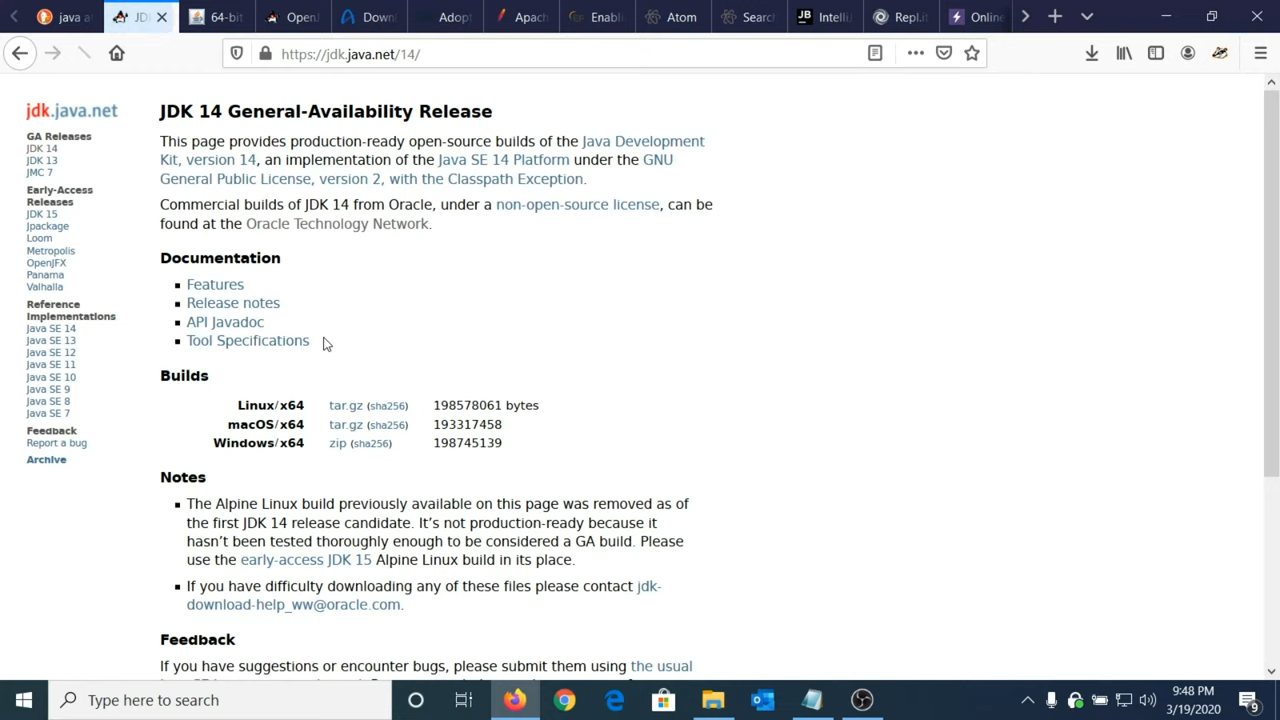 java a
JD
64-bit
OpenJ
Down
Adopt
Apach
Enabli
Atom
Search
JB
Intelli
Repl.it
Online
https://jdk.java.net/14/
jdk.java.net
GA Releases
JDK 14
JDK 13
JMC 7
Early-Access
Releases
JDK 15
Jpackage
Loom
Metropolis
OpenJFX
Panama
Valhalla
Reference
Implementations
Java SE 14
Java SE 13
Java SE 12
Java SE 11
Java SE 10
Java SE 9
Java SE 8
Java SE 7
Feedback
Report a bug
Archive
JDK 14 General-Availability Release
This page provides production-ready open-source builds of the Java Development
Kit, version 14, an implementation of the Java SE 14 Platform under the GNU
General Public License, version 2, with the Classpath Exception.
Commercial builds of JDK 14 from Oracle, under a non-open-source license, can be
found at the Oracle Technology Network.
Documentation
Features
Release notes
API Javadoc
Tool Specifications
Builds
Linux/x64 tar.gz (sha256) 198578061 bytes
macOS/x64 tar.gz (sha256) 193317458
Windows/x64 zip (sha256) 198745139
Notes
The Alpine Linux build previously available on this page was removed as of
the first JDK 14 release candidate. It’s not production-ready because it
hasn’t been tested thoroughly enough to be considered a GA build. Please
use the early-access JDK 15 Alpine Linux build in its place.
If you have difficulty downloading any of these files please contact jdk-
download-help_ww@oracle.com.
Feedback
If you have suggestions or encounter bugs, please submit them using the usual
Type here to search
9:48 PM
3/19/2020
9